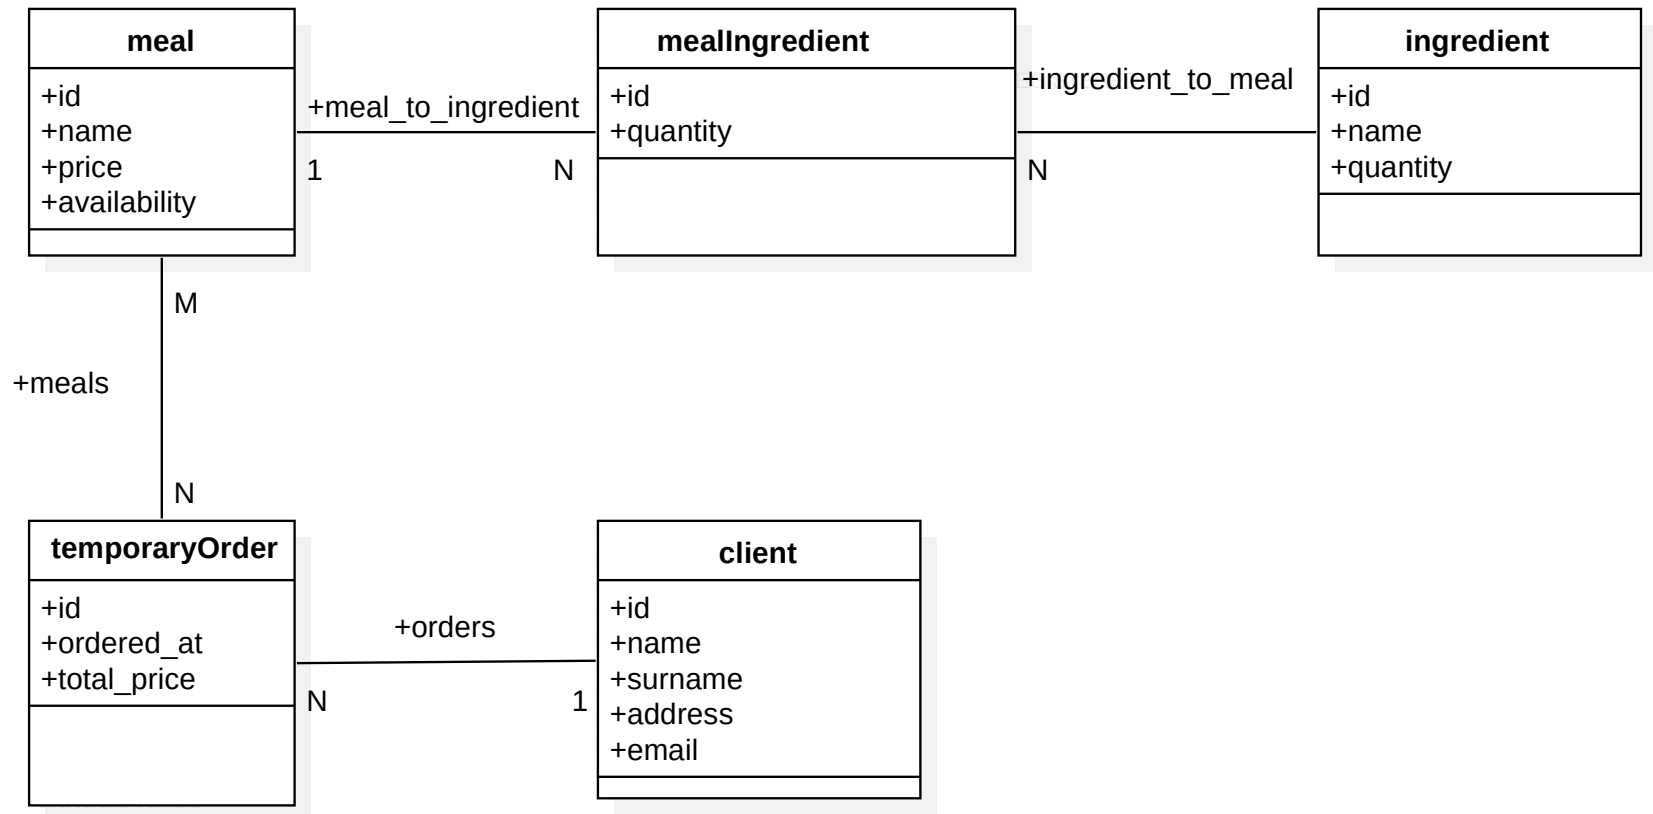 meal
+id
+name
+price
+availability
+meal_to_ingredient
1
N
mealIngredient
+id
+quantity
+ingredient_to_meal
N
ingredient
+id
+name
+quantity
M
+meals
N
temporaryOrder
+id
+ordered_at
+total_price
+orders
N
1
client
+id
+name
+surname
+address
+email